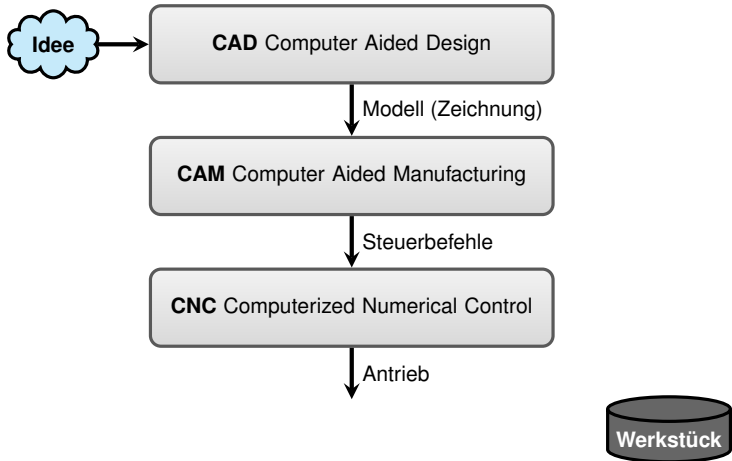 Idee
CAD Computer Aided Design
Modell (Zeichnung)
CAM Computer Aided Manufacturing
Steuerbefehle
CNC Computerized Numerical Control
Antrieb
Werkstück